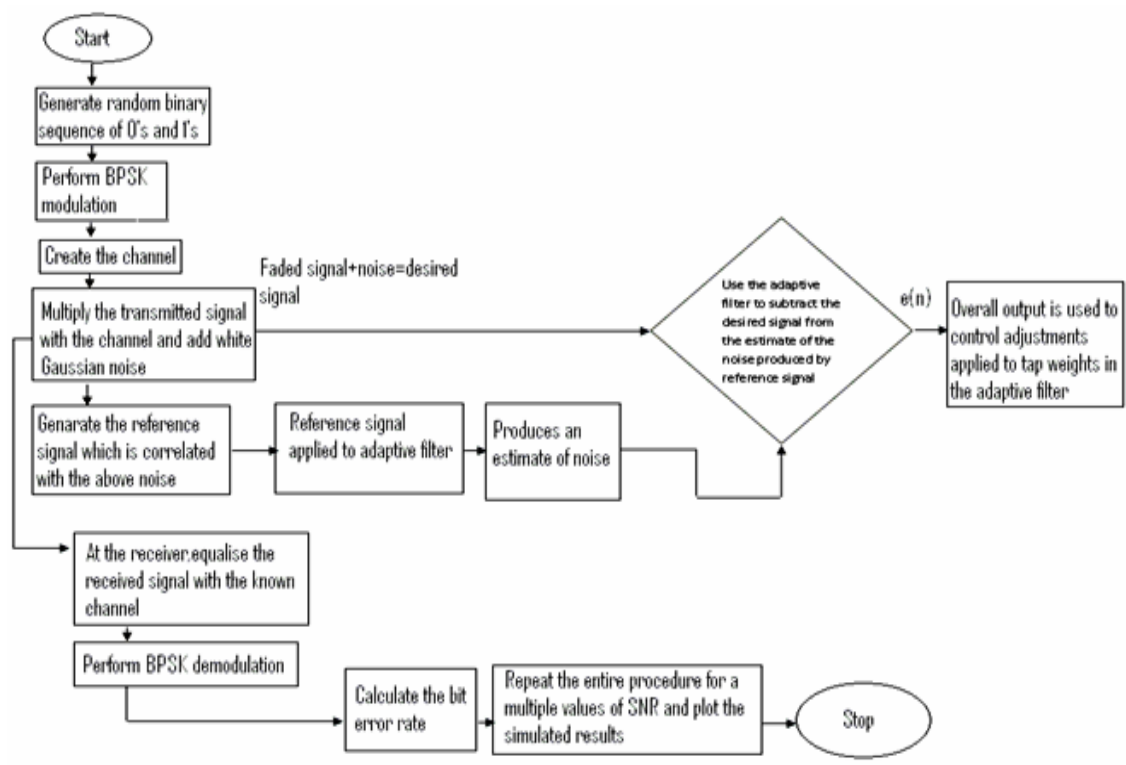 Start
Generate random binary
sequence of 0's and 1's
Perform BPSK
modulation
Create the channel
Faded signal+noise=desired
signal
Multiply the transmitted signal
with the channel and add white
Gaussian noise
Use the adaptive
filter to subtract the
desired signal from
the estimate of the
noise produced by
reference signal
e(n)
Overall output is used to
control adjustments
applied to tap weights in
the adaptive filter
Genarate the reference
signal which is correlated
with the above noise
Reference signal
applied to adaptive filter
Produces an
estimate of noise
At the receiver,equalise the
received signal with the known
channel
Perform BPSK demodulation
Calculate the bit
error rate
Repeat the entire procedure for a
multiple values of SNR and plot the
simulated results
Stop